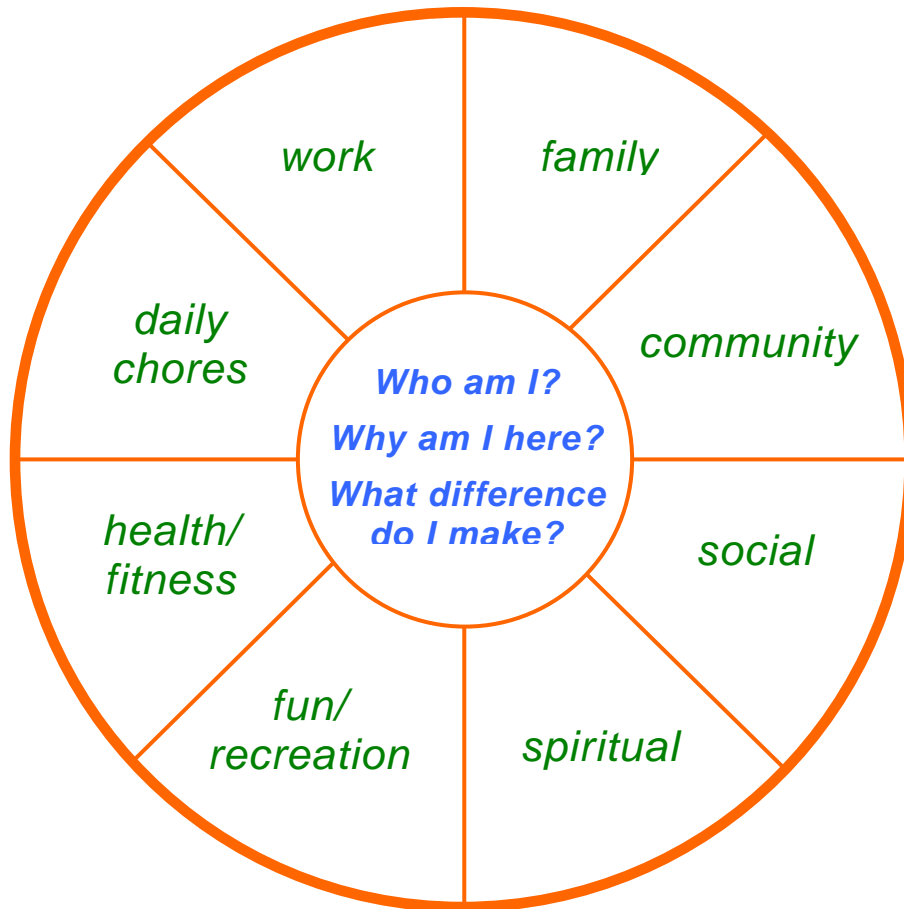 work
family
daily
chores
community
Who am I?
Why am I here?
What difference
do I make?
health/
fitness
social
fun/
recreation
spiritual